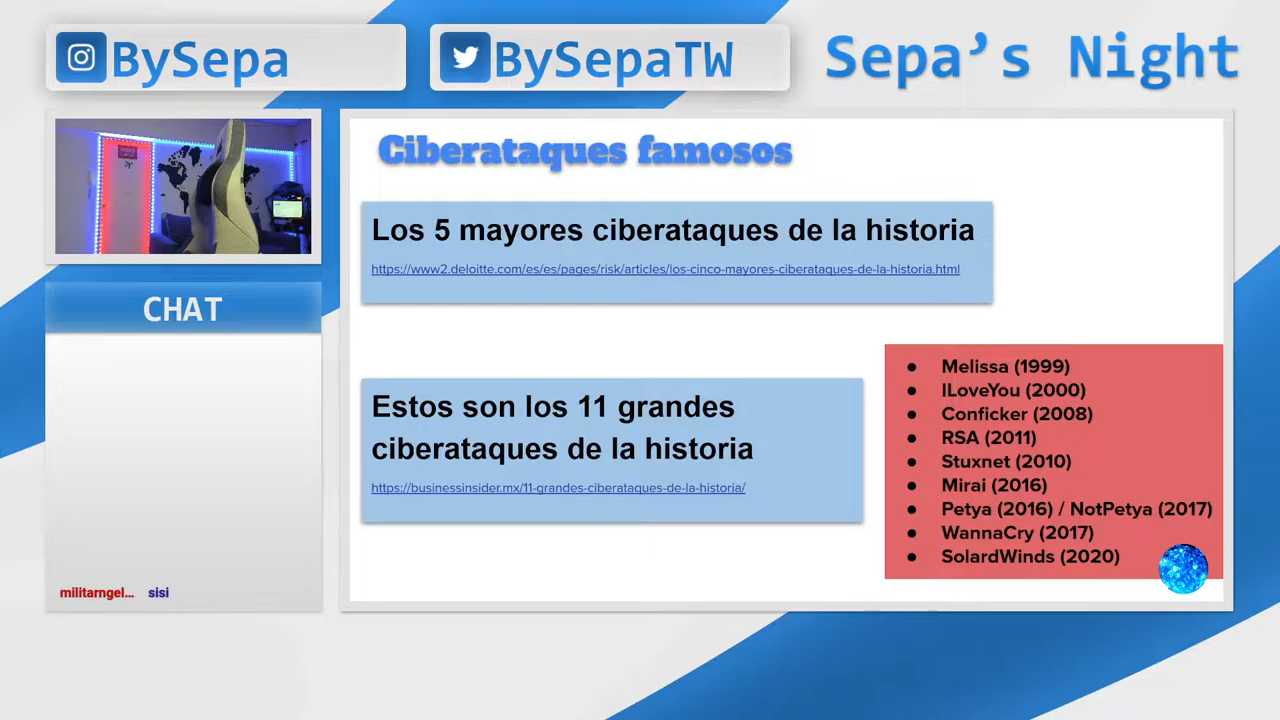 BySepa
BySepaTW
Sepa’s Night
Ciberataques famosos
Los 5 mayores ciberataques de la historia
https://www2.deloitte.com/es/es/pages/risk/articles/los-cinco-mayores-ciberataques-de-la-historia.html
CHAT
Estos son los 11 grandes
ciberataques de la historia
https://businessinsider.mx/11-grandes-ciberataques-de-la-historia/
● Melissa (1999)
● ILoveYou (2000)
● Conficker (2008)
● RSA (2011)
● Stuxnet (2010)
● Mirai (2016)
● Petya (2016) / NotPetya (2017)
● WannaCry (2017)
● SolardWinds (2020)
militarngel… sisi